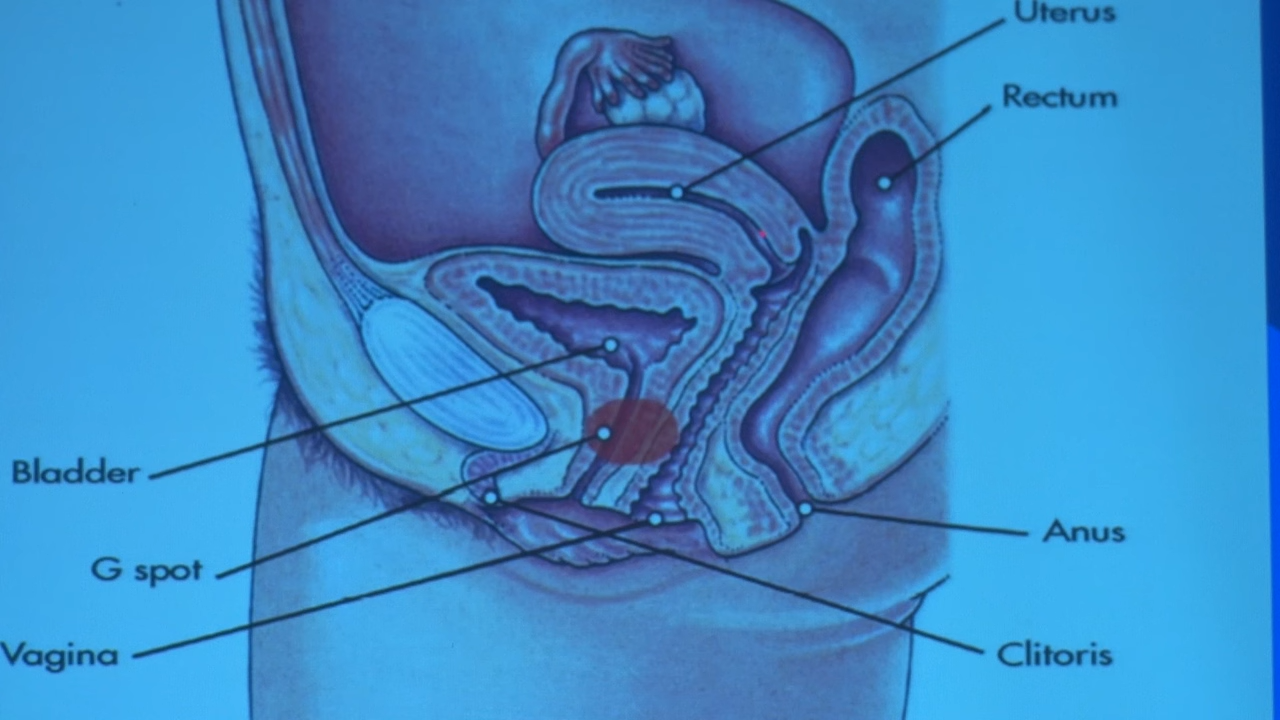 Uterus
Rectum
Bladder
G spot
Anus
Vagina
Clitoris